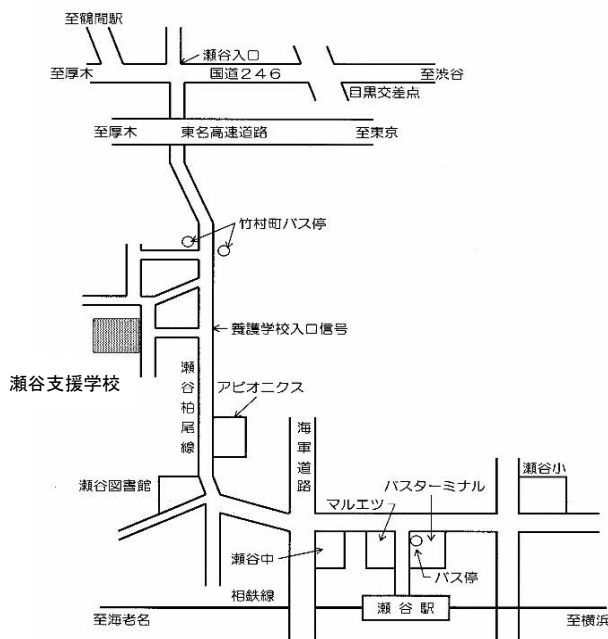 至鶴間駅
瀬谷入口
至厚木
国道246
至渋谷
目黒交差点
至厚木
東名高速道路
至東京
竹村町バス停
養護学校入口信号
瀬谷支援学校
瀬谷柏尾線
アビオニクス
海軍道路
瀬谷図書館
瀬谷小
バスターミナル
マルエツ
瀬谷中
バス停
相鉄線
瀬谷駅
至海老名
至横浜